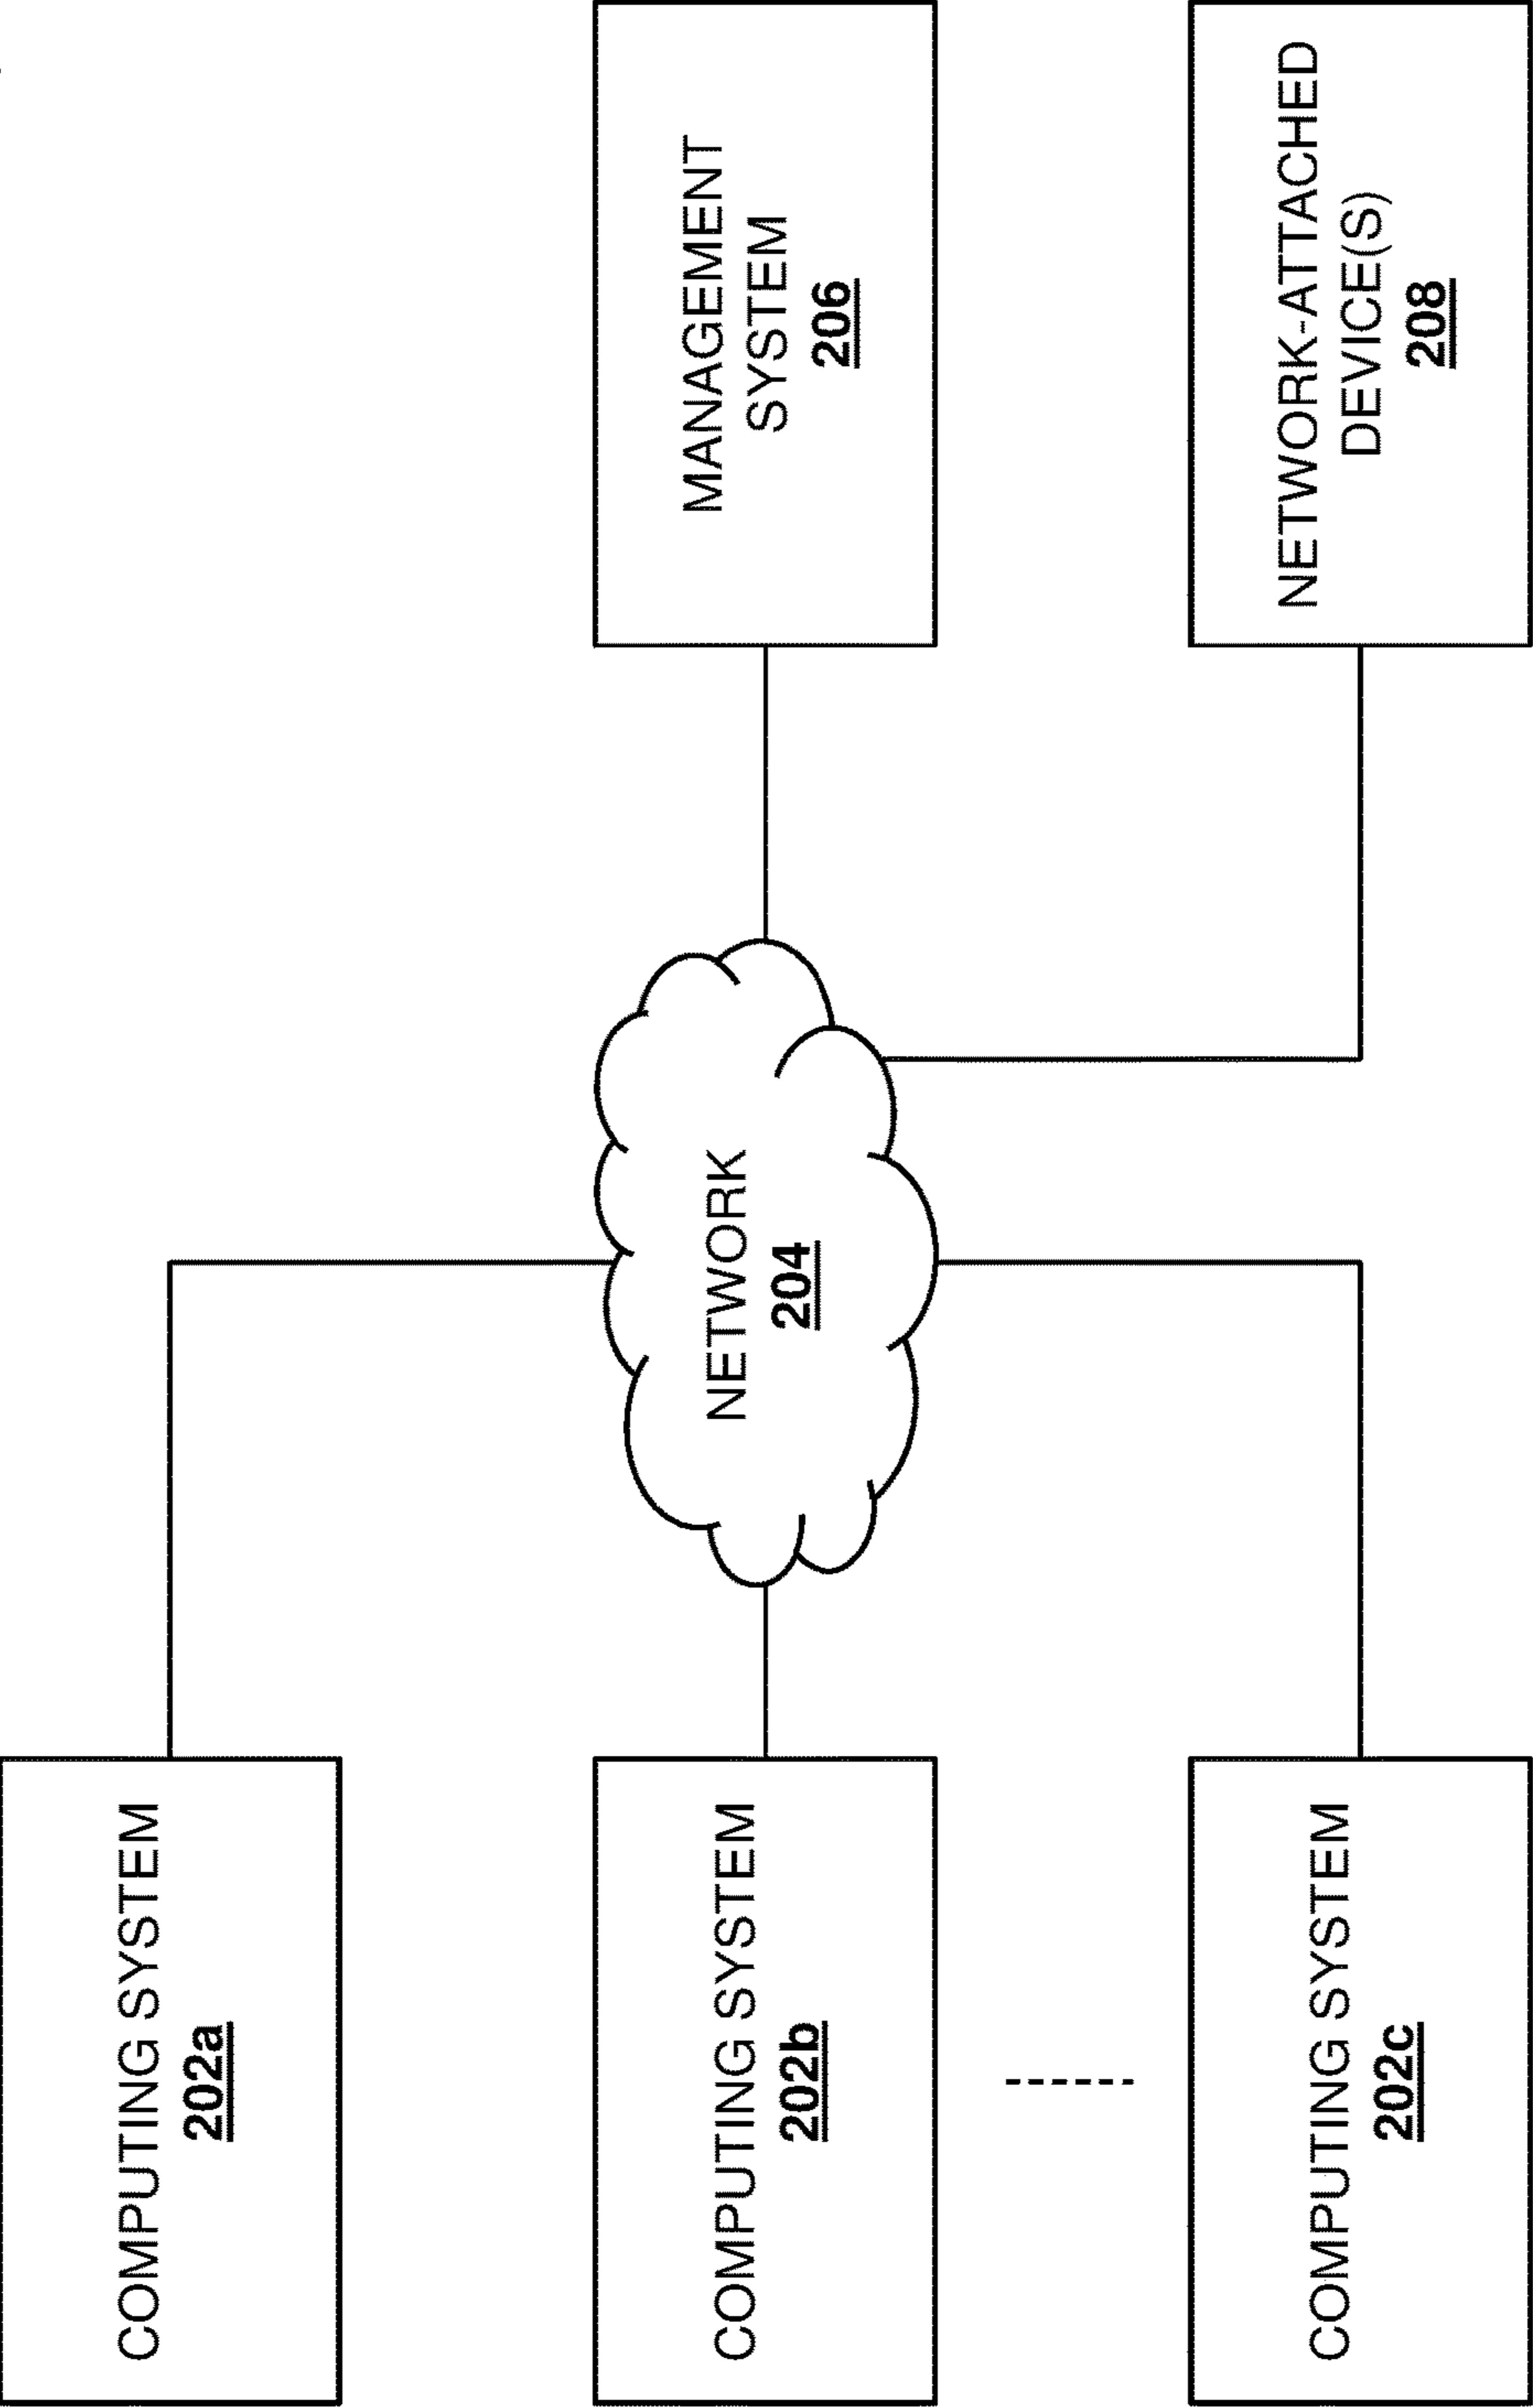 COMPUTING SYSTEM
202a
COMPUTING SYSTEM
202b
COMPUTING SYSTEM
202c
NETWORK
204
MANAGEMENT
SYSTEM
206
NETWORK-ATTACHED
DEVICE(S)
208